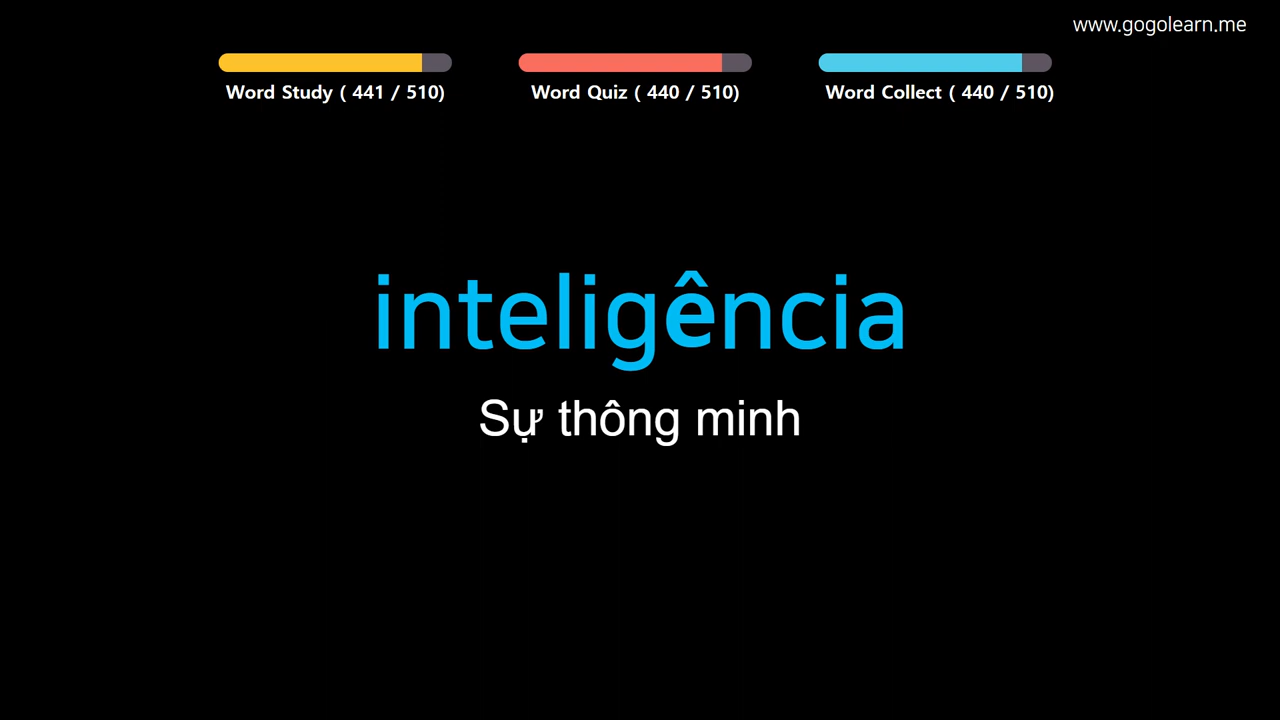 www.gogolearn.me
Word Study ( 441 / 510)
Word Quiz ( 440 / 510)
Word Collect ( 440 / 510)
inteligência
Sự thông minh